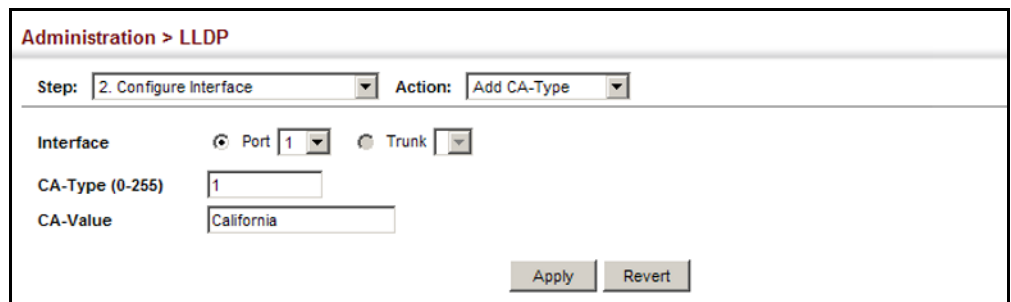 Administration > LLDP
Step: 2. Configure Interface Action: Add CA-Type
Interface Port 1 Trunk
CA-Type (0-255) 1
CA-Value California
Apply Revert